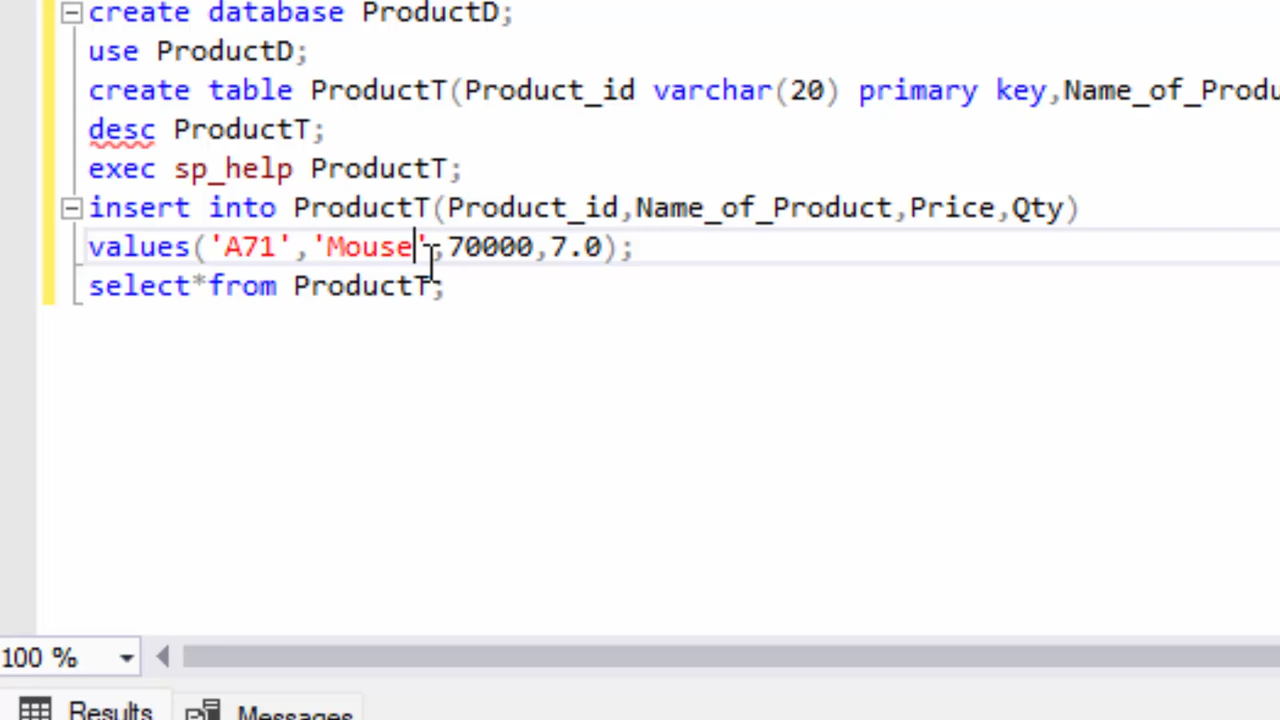 create database ProductD;
use ProductD;
create table ProductT(Product_id varchar(20) primary key,Name_of_Produ
desc ProductT;
exec sp_help ProductT;
insert into ProductT(Product_id,Name_of_Product,Price,Qty)
values('A71','Mouse',70000,7.0);
select*from ProductT;
100 %
Results Messages